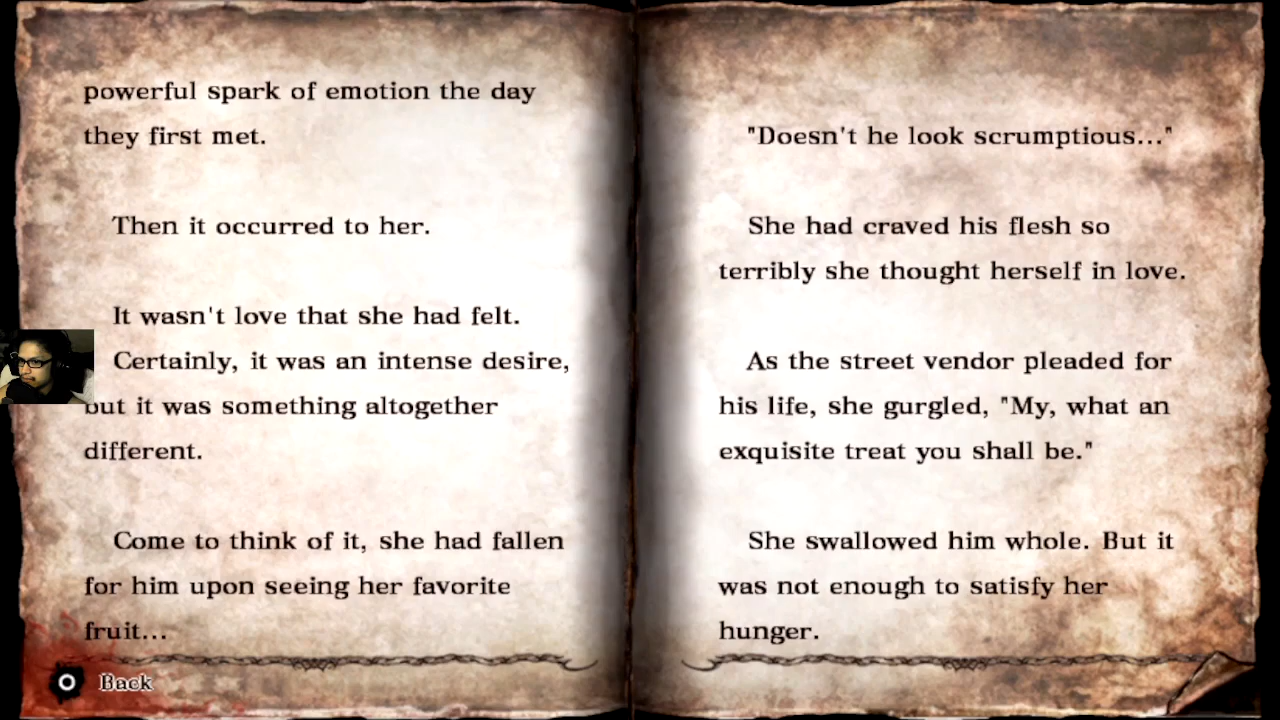 powerful spark of emotion the day
they first met.
Then it occurred to her.
It wasn't love that she had felt.
Certainly, it was an intense desire,
but it was something altogether
different.
Come to think of it, she had fallen
for him upon seeing her favorite
fruit...
"Doesn't he look scrumptious..."
She had craved his flesh so
terribly she thought herself in love.
As the street vendor pleaded for
his life, she gurgled, "My, what an
exquisite treat you shall be."
She swallowed him whole. But it
was not enough to satisfy her
hunger.
Back